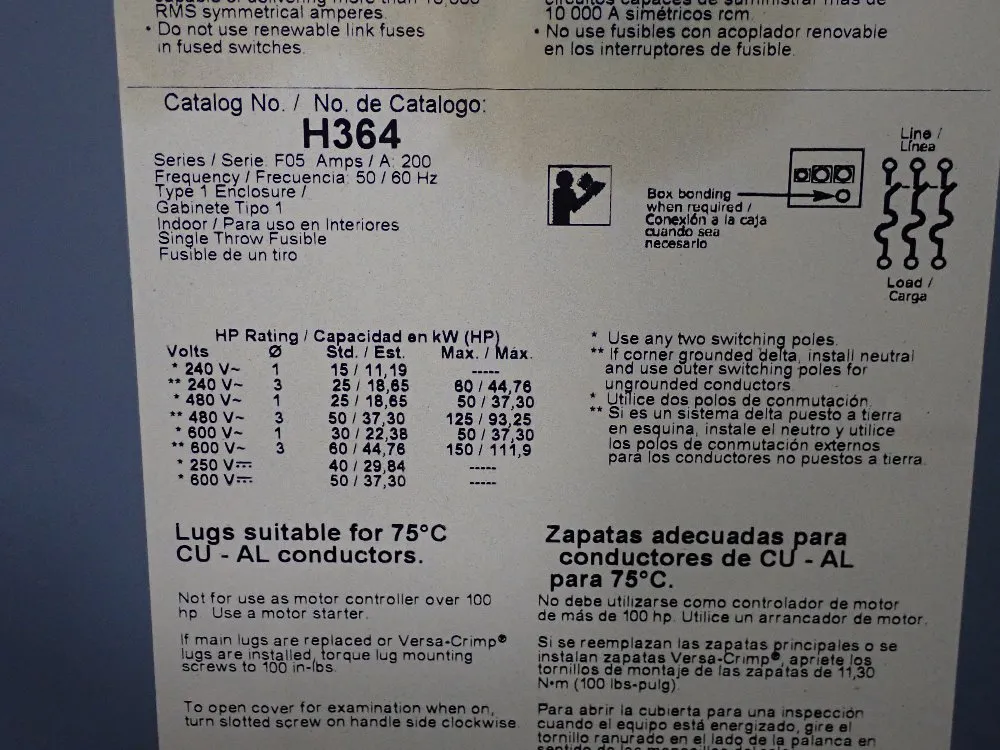 RMS symmetrical amperes.
• Do not use renewable link fuses
in fused switches.
10 000 A simétricos rcm.
• No use fusibles con acoplador renovable
en los interruptores de fusible.
Catalog No. / No. de Catalogo:
H364
Series / Serie F05 Amps / A: 200
Frequency / Frecuencia 50 / 60 Hz
Type 1 Enclosure /
Gabinete Tipo 1
Indoor / Para uso en Interiores
Single Throw Fusible
Fusible de un tiro
Box bonding
when required /
Conexión a la caja
cuando sea
necesario
Line /
Línea
Load /
Carga
HP Rating / Capacidad en kW (HP)
Volts Ø Std. / Est. Max. / Máx.
* 240 V~ 1 15 / 11,19 -----
** 240 V~ 3 25 / 18,65 60 / 44,76
* 480 V~ 1 25 / 18,65 50 / 37,30
** 480 V~ 3 50 / 37,30 125 / 93,25
* 600 V~ 1 30 / 22,38 50 / 37,30
** 600 V~ 3 60 / 44,76 150 / 111,9
* 250 V⎓ 40 / 29,84 -----
* 600 V⎓ 50 / 37,30 -----
* Use any two switching poles.
** If corner grounded delta, install neutral
and use outer switching poles for
ungrounded conductors.
* Utilice dos polos de conmutación.
** Si es un sistema delta puesto a tierra
en esquina, instale el neutro y utilice
los polos de conmutación externos
para los conductores no puestos a tierra.
Lugs suitable for 75°C
CU - AL conductors.
Not for use as motor controller over 100
hp. Use a motor starter.
If main lugs are replaced or Versa-Crimp®
lugs are installed, torque lug mounting
screws to 100 in-lbs.
To open cover for examination when on,
turn slotted screw on handle side clockwise.
Zapatas adecuadas para
conductores de CU - AL
para 75°C.
No debe utilizarse como controlador de motor
de más de 100 hp. Utilice un arrancador de motor.
Si se reemplazan las zapatas principales o se
instalan zapatas Versa-Crimp®, apriete los
tornillos de montaje de las zapatas de 11,30
N•m (100 lbs-pulg).
Para abrir la cubierta para una inspección
cuando el equipo está energizado, gire el
tornillo ranurado en el lado de la palanca en